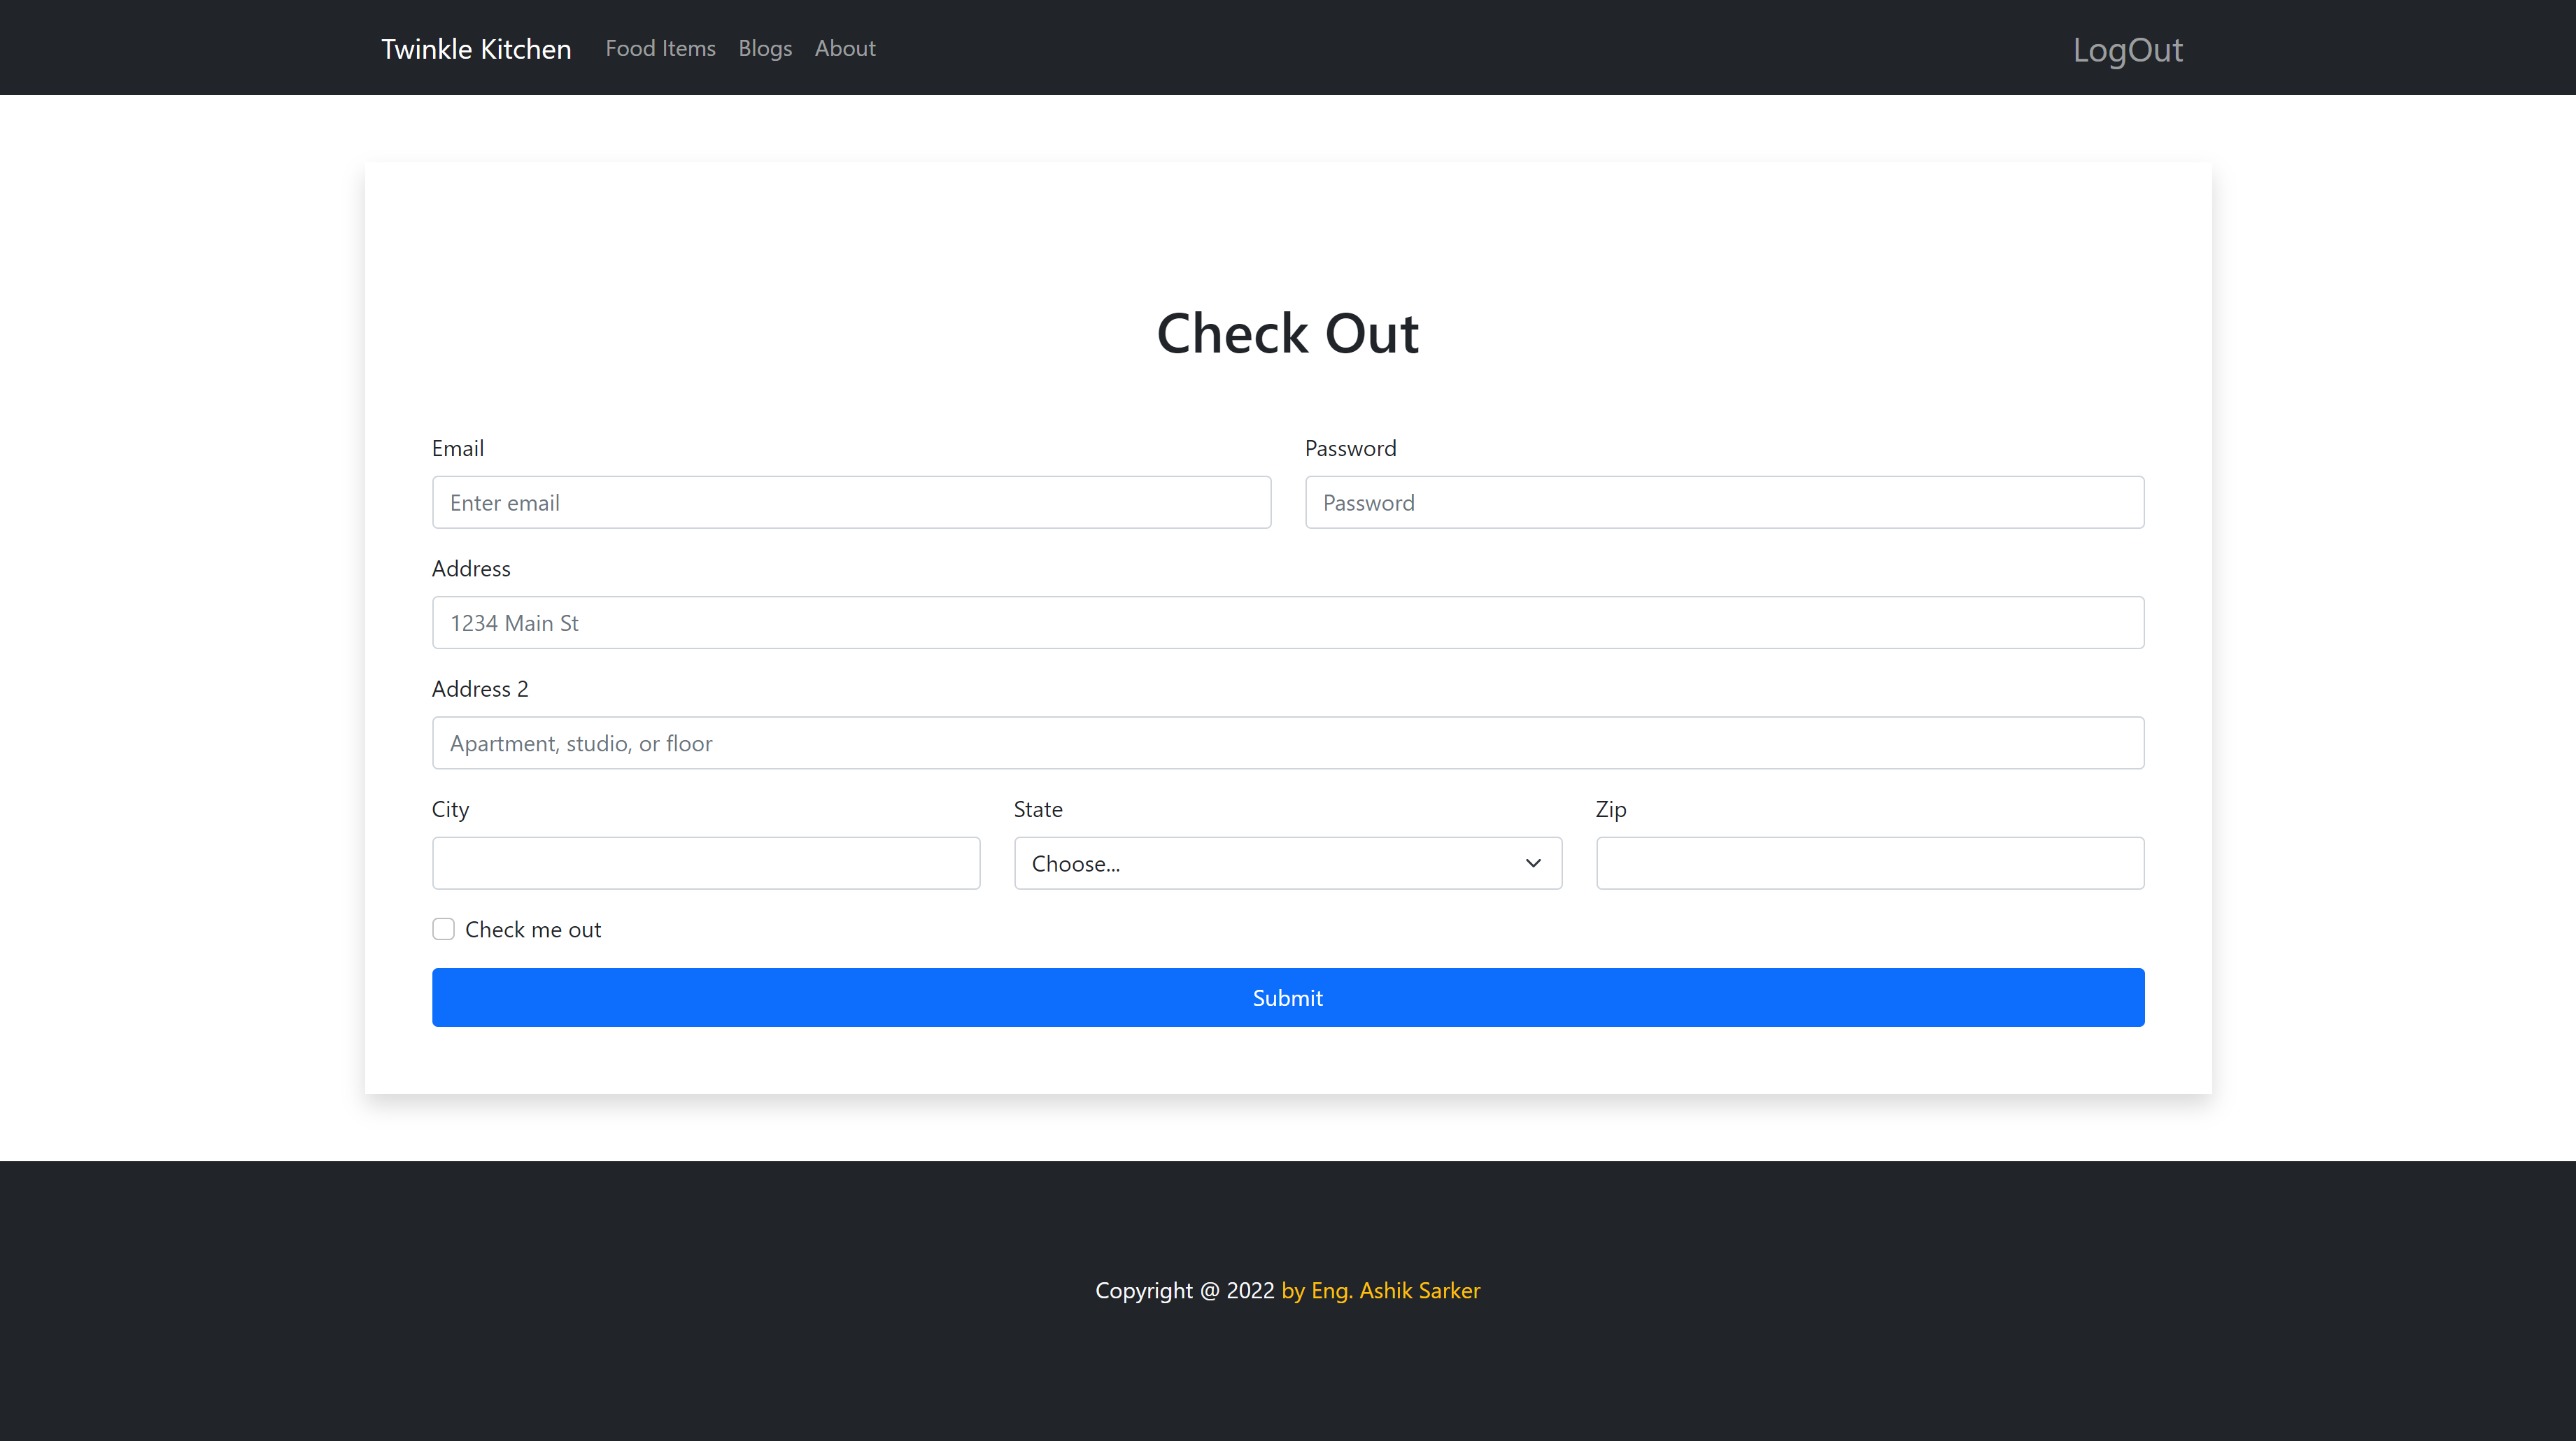 Twinkle Kitchen Food Items Blogs About LogOut
Check Out
Email Password
Enter email Password
Address
1234 Main St
Address 2
Apartment, studio, or floor
City State Zip
Choose...
Check me out
Submit
Copyright @ 2022 by Eng. Ashik Sarker